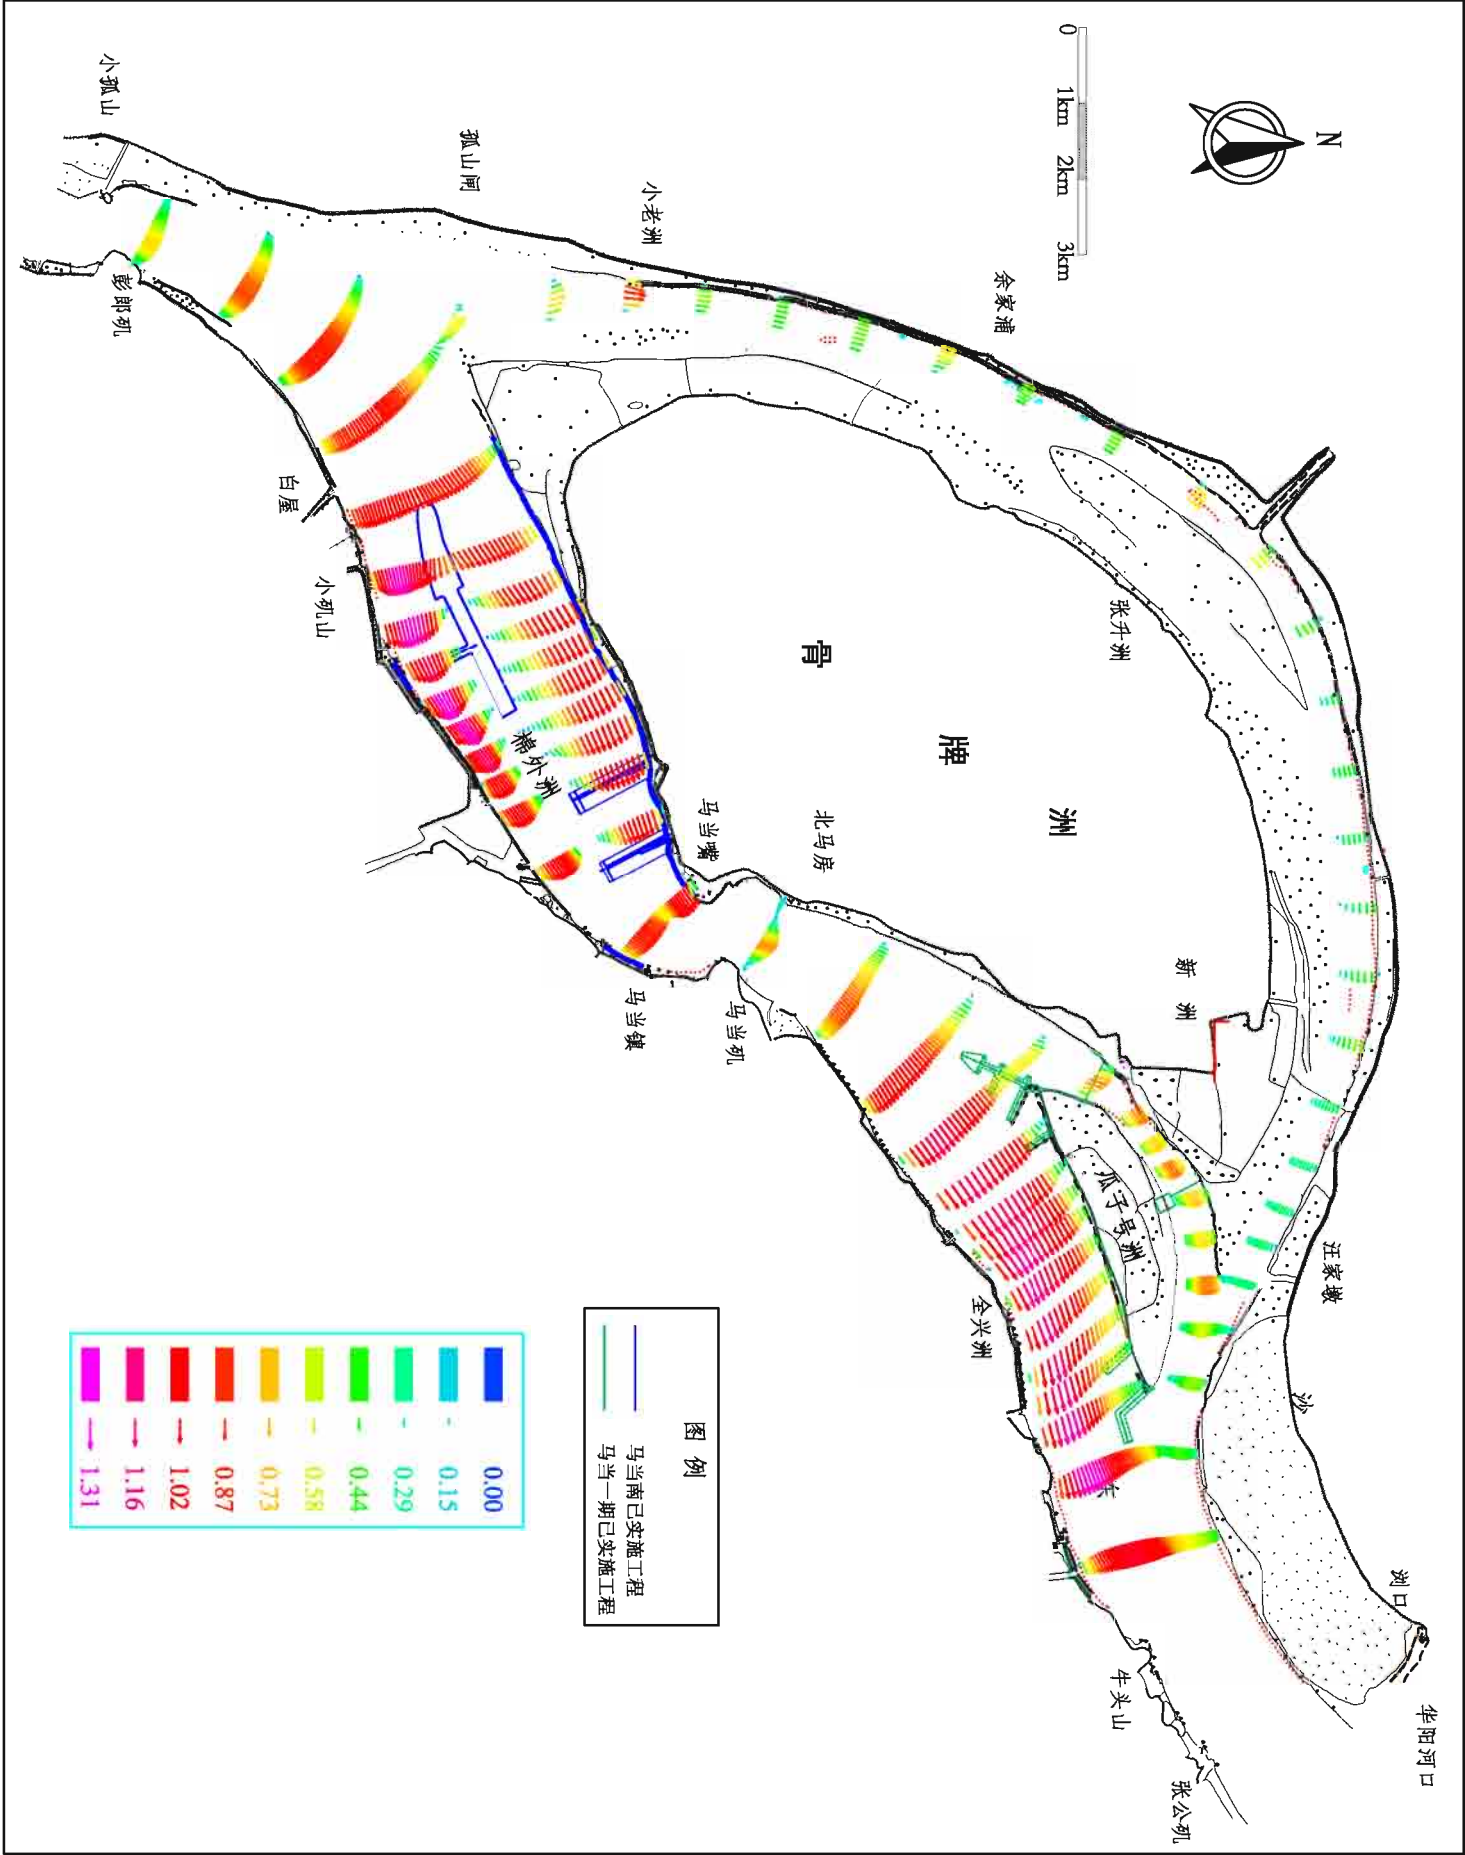 N
0
1km
2km
3km
小孤山
孤山闸
小老洲
余家浦
彭郎矶
白屋
小矶山
张升洲
骨
牌
洲
棉外洲
马当嘴
北马房
马当镇
马当矶
新 洲
瓜子号洲
汪家墩
全兴洲
沙
东
浏口
华阳河口
牛头山
张公矶
图 例
马当南已实施工程
马当一期已实施工程
0.00
0.15
0.29
0.44
0.58
0.73
0.87
1.02
1.16
1.31